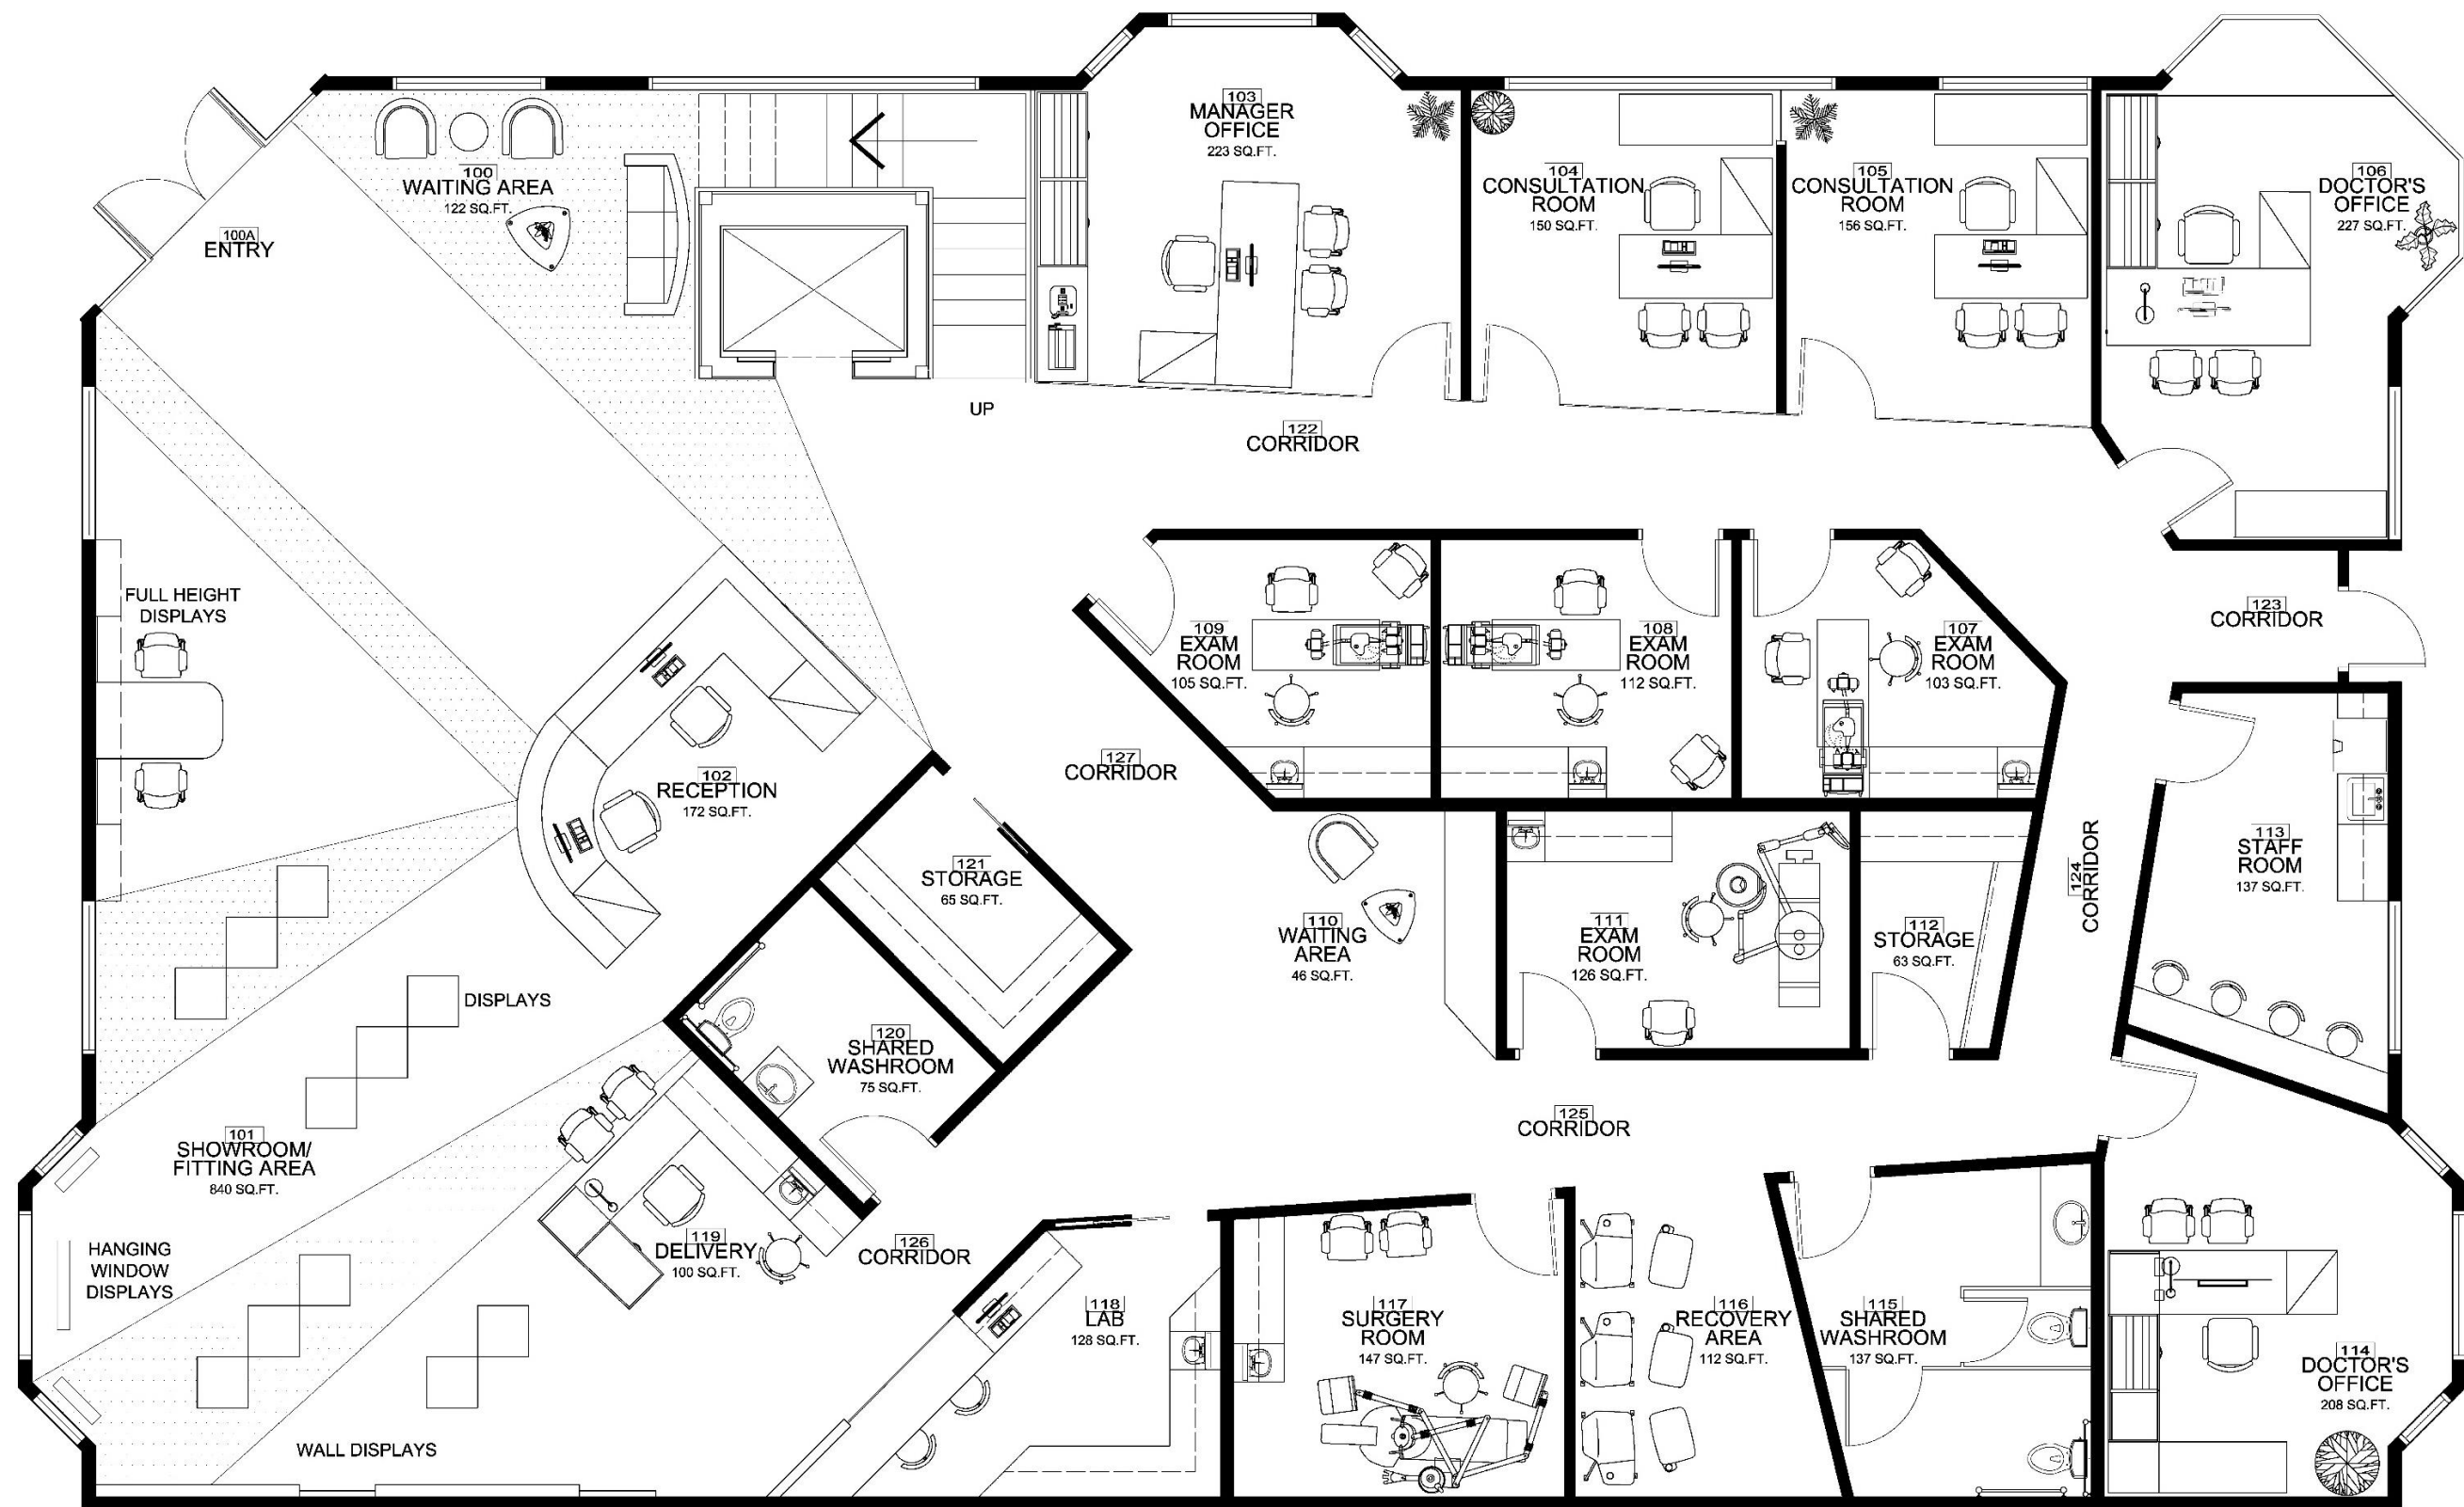 103
MANAGER
OFFICE
223 SQ.FT.
100
WAITING AREA
122 SQ.FT.
104
CONSULTATION
ROOM
150 SQ.FT.
105
CONSULTATION
ROOM
156 SQ.FT.
106
DOCTOR'S
OFFICE
227 SQ.FT.
100A
ENTRY
UP
122
CORRIDOR
FULL HEIGHT
DISPLAYS
109
EXAM
ROOM
105 SQ.FT.
108
EXAM
ROOM
112 SQ.FT.
107
EXAM
ROOM
103 SQ.FT.
123
CORRIDOR
127
CORRIDOR
102
RECEPTION
172 SQ.FT.
121
STORAGE
65 SQ.FT.
110
WAITING
AREA
46 SQ.FT.
111
EXAM
ROOM
126 SQ.FT.
112
STORAGE
63 SQ.FT.
124
CORRIDOR
113
STAFF
ROOM
137 SQ.FT.
DISPLAYS
120
SHARED
WASHROOM
75 SQ.FT.
125
CORRIDOR
101
SHOWROOM/
FITTING AREA
840 SQ.FT.
HANGING
WINDOW
DISPLAYS
119
DELIVERY
100 SQ.FT.
126
CORRIDOR
118
LAB
128 SQ.FT.
117
SURGERY
ROOM
147 SQ.FT.
116
RECOVERY
AREA
112 SQ.FT.
115
SHARED
WASHROOM
137 SQ.FT.
114
DOCTOR'S
OFFICE
208 SQ.FT.
WALL DISPLAYS